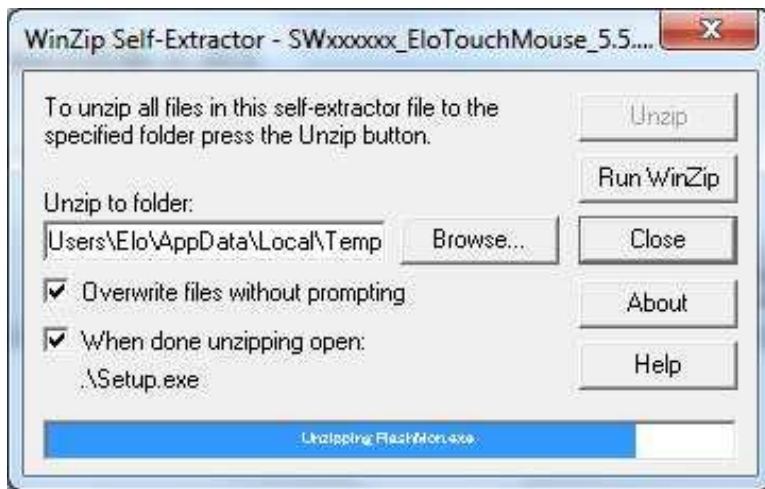 WinZip Self-Extractor - SWxxxxxx_EloTouchMouse_5.5....
To unzip all files in this self-extractor file to the
specified folder press the Unzip button.
Unzip to folder:
Users\Elo\AppData\Local\Temp
Browse...
Overwrite files without prompting
When done unzipping open:
.\Setup.exe
Unzip
Run WinZip
Close
About
Help
Unzipping FlashMon.exe